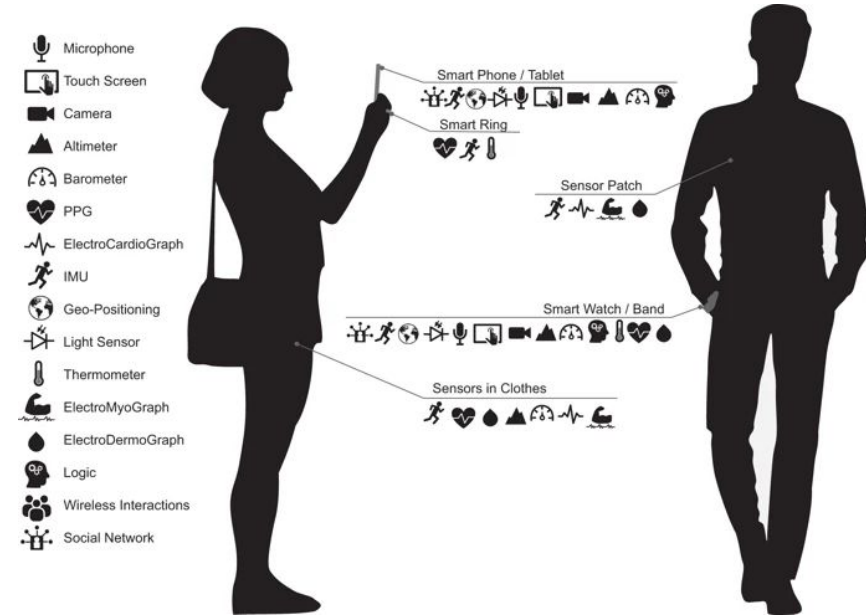 Microphone
Touch Screen
Camera
Altimeter
Barometer
PPG
ElectroCardioGraph
IMU
Geo-Positioning
Light Sensor
Thermometer
ElectroMyoGraph
ElectroDermoGraph
Logic
Wireless Interactions
Social Network
Smart Phone / Tablet
Smart Ring
Sensor Patch
Smart Watch / Band
Sensors in Clothes